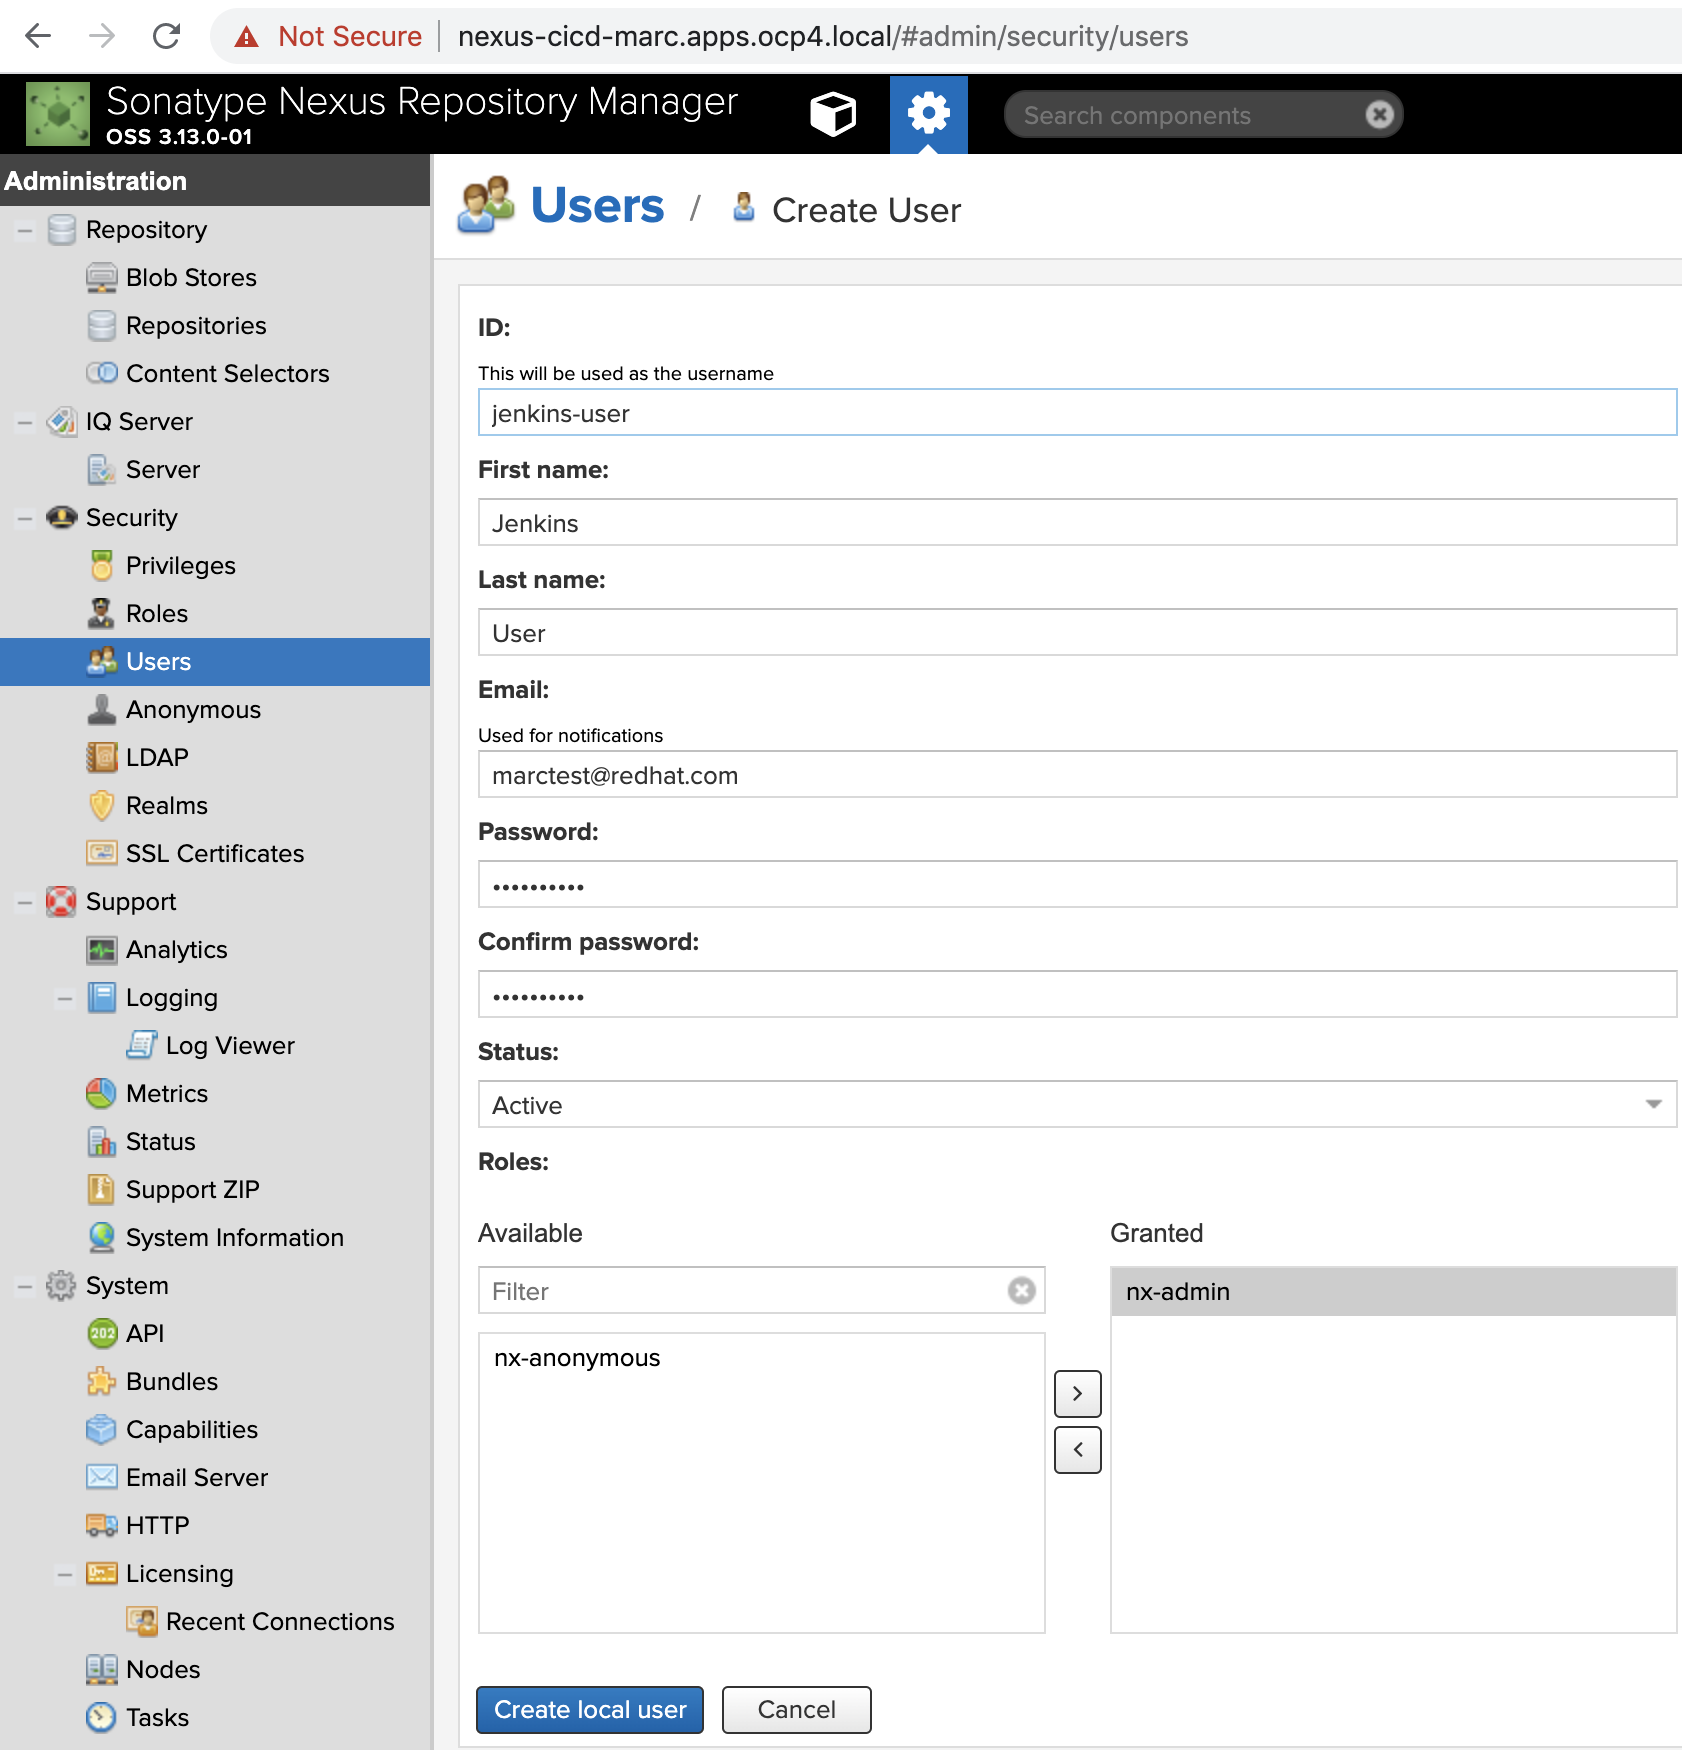 Not Secure
nexus-cicd-marc.apps.ocp4.local/#admin/security/users
Sonatype Nexus Repository Manager
OSS 3.13.0-01
Search components
Administration
Repository
Blob Stores
Repositories
Content Selectors
IQ Server
Server
Security
Privileges
Roles
Users
Anonymous
LDAP
Realms
SSL Certificates
Support
Analytics
Logging
Log Viewer
Metrics
Status
Support ZIP
System Information
System
202
API
Bundles
Capabilities
Email Server
HTTP
Licensing
Recent Connections
Nodes
Tasks
Users / Create User
ID:
This will be used as the username
jenkins-user
First name:
Jenkins
Last name:
User
Email:
Used for notifications
marctest@redhat.com
Password:
••••••••••
Confirm password:
••••••••••
Status:
Active
Roles:
Available
Filter
nx-anonymous
>
<
Granted
nx-admin
Create local user
Cancel